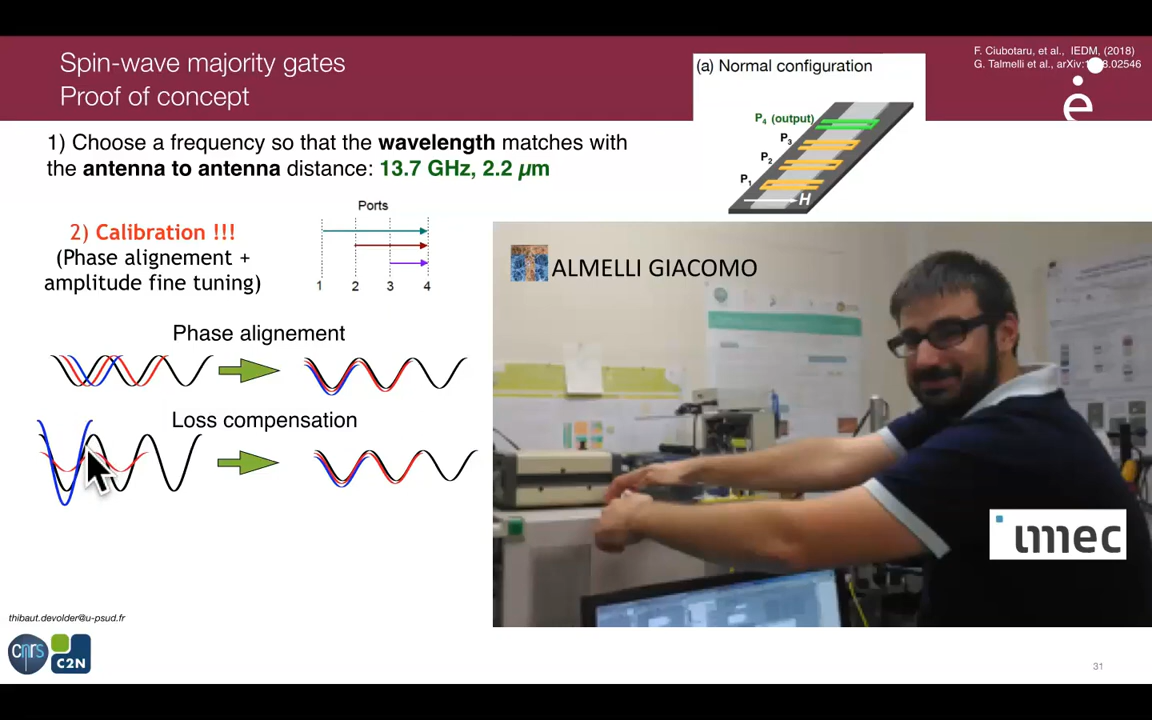 Spin-wave majority gates
Proof of concept
F. Ciubotaru, et al., IEDM, (2018)
G. Talmelli et al., arXiv:
8.02546
ė
(a) Normal configuration
P4 (output)
P3
P2
P1
H
1) Choose a frequency so that the wavelength matches with
the antenna to antenna distance: 13.7 GHz, 2.2 µm
2) Calibration !!!
(Phase alignement +
amplitude fine tuning)
Ports
1 2 3 4
Phase alignement
Loss compensation
ALMELLI GIACOMO
imec
thibaut.devolder@u-psud.fr
cnrs
C2N
31